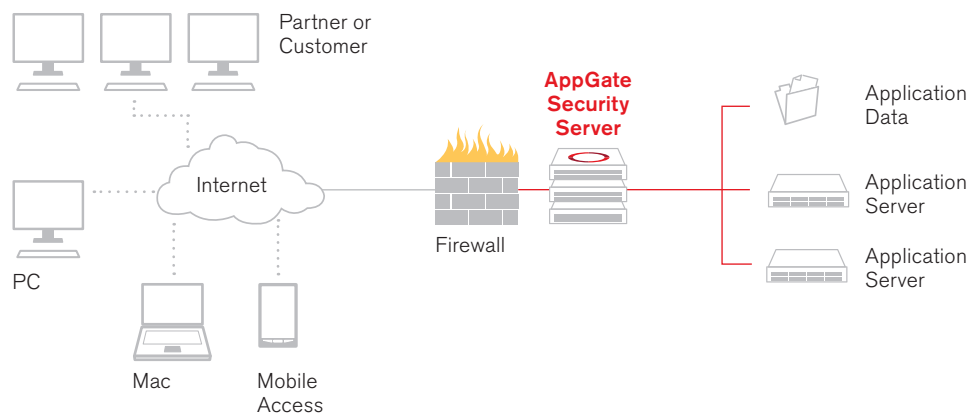 Partner or
Customer
AppGate
Security
Server
Application
Data
Internet
Application
Server
Firewall
Application
Server
PC
Mac
Mobile
Access